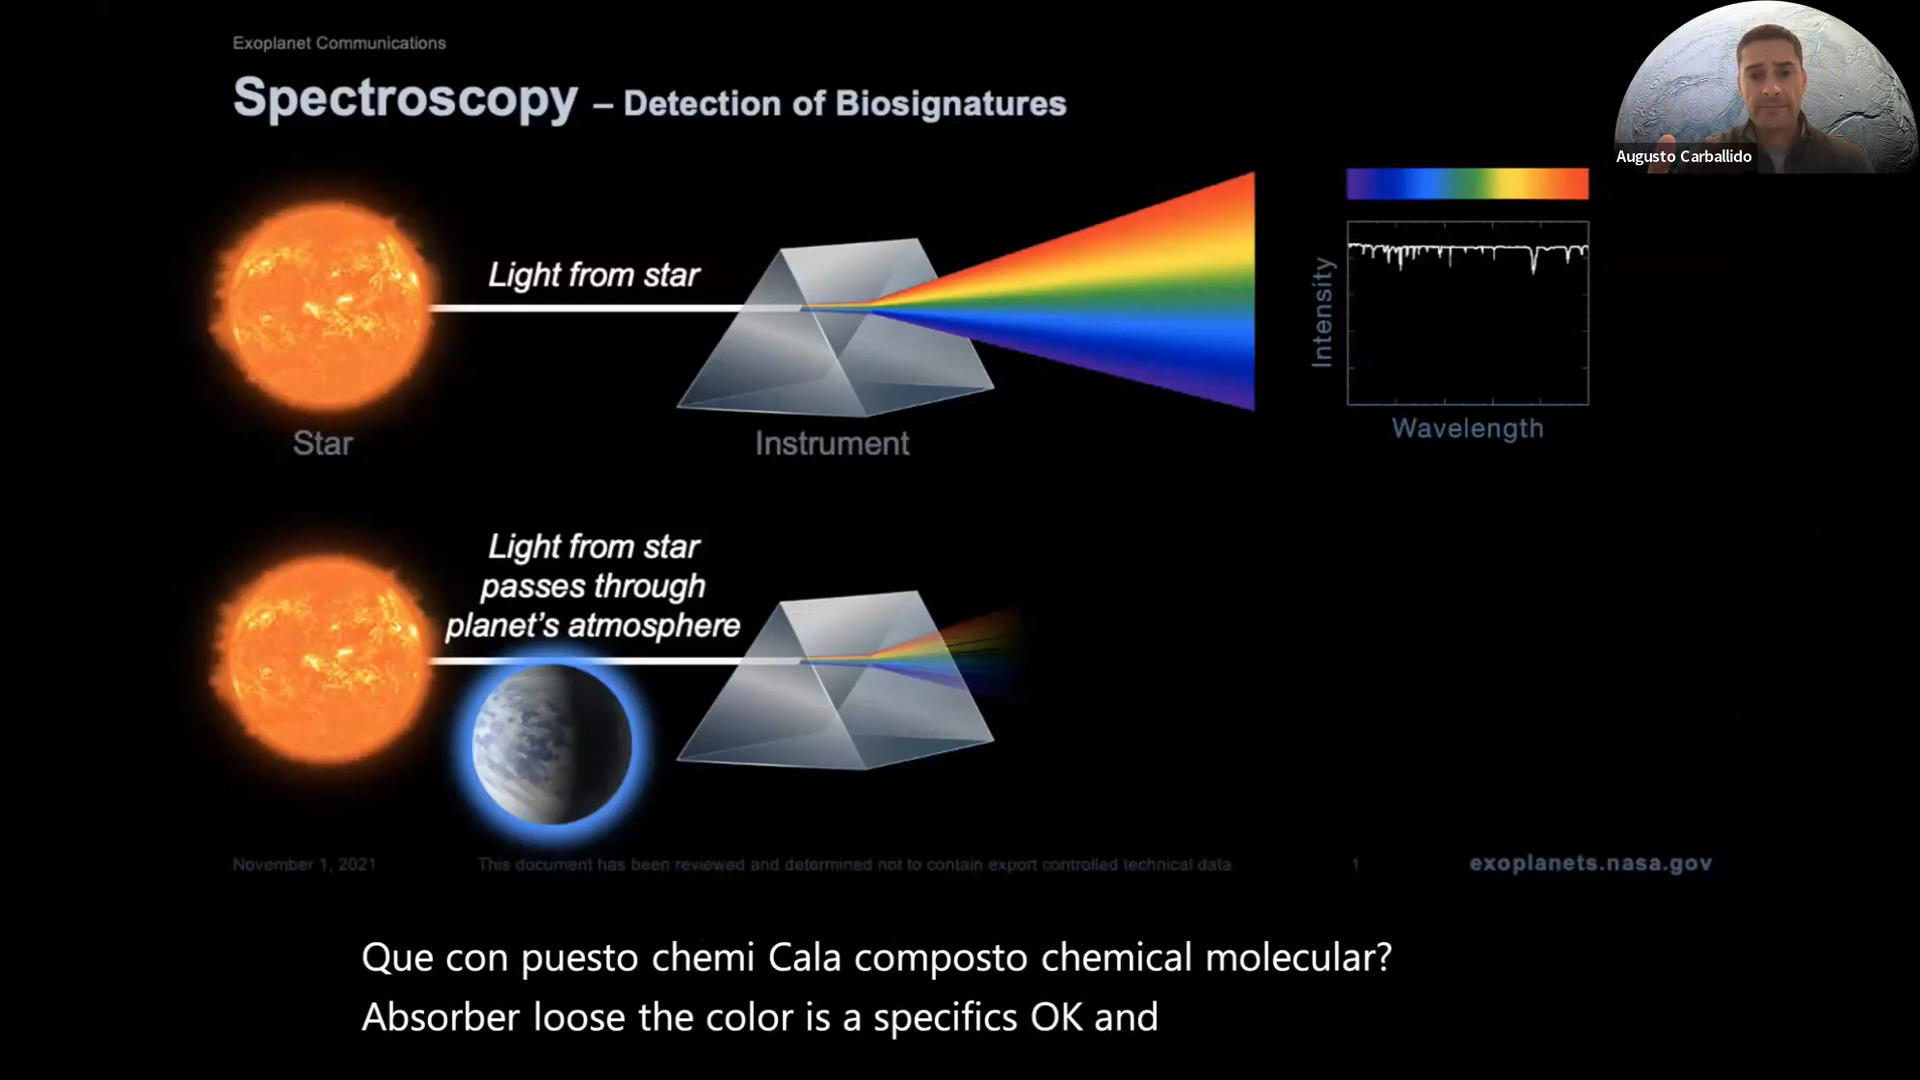 Exoplanet Communications
Spectroscopy – Detection of Biosignatures
Augusto Carballido
Light from star
Intensity
Wavelength
Star
Instrument
Light from star
passes through
planet's atmosphere
November 1, 2021
This document has been reviewed and determined not to contain export controlled technical data.
1
exoplanets.nasa.gov
Que con puesto chemi Cala composto chemical molecular?
Absorber loose the color is a specifics OK and